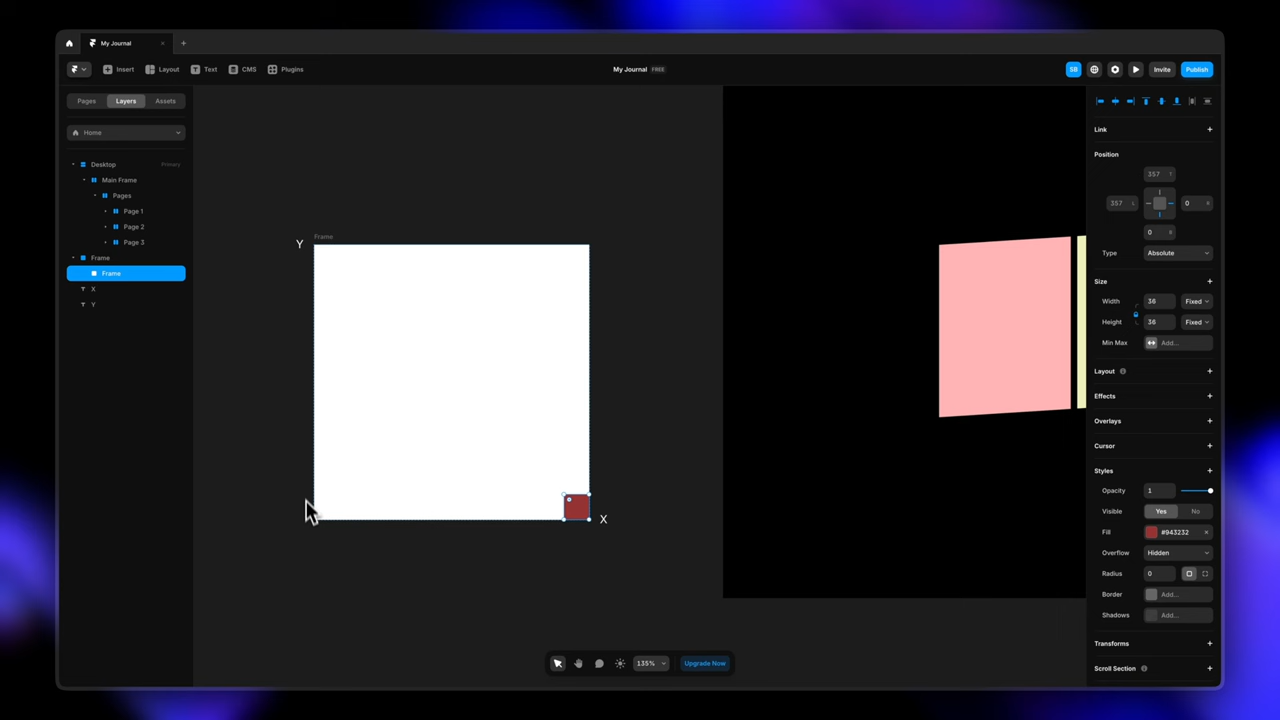 My Journal
Insert
Layout
Text
CMS
Plugins
My Journal FREE
SB
Invite
Publish
Pages
Layers
Assets
Home
Desktop
Primary
Main Frame
Pages
Page 1
Page 2
Page 3
Frame
Frame
X
Y
Y
Frame
X
135%
Upgrade Now
Link
Position
357 T
357 L
0 R
0 B
Type Absolute
Size
Width 36 Fixed
Height 36 Fixed
Min Max Add...
Layout
Effects
Overlays
Cursor
Styles
Opacity 1
Visible Yes No
Fill #943232
Overflow Hidden
Radius 0
Border Add...
Shadows Add...
Transforms
Scroll Section